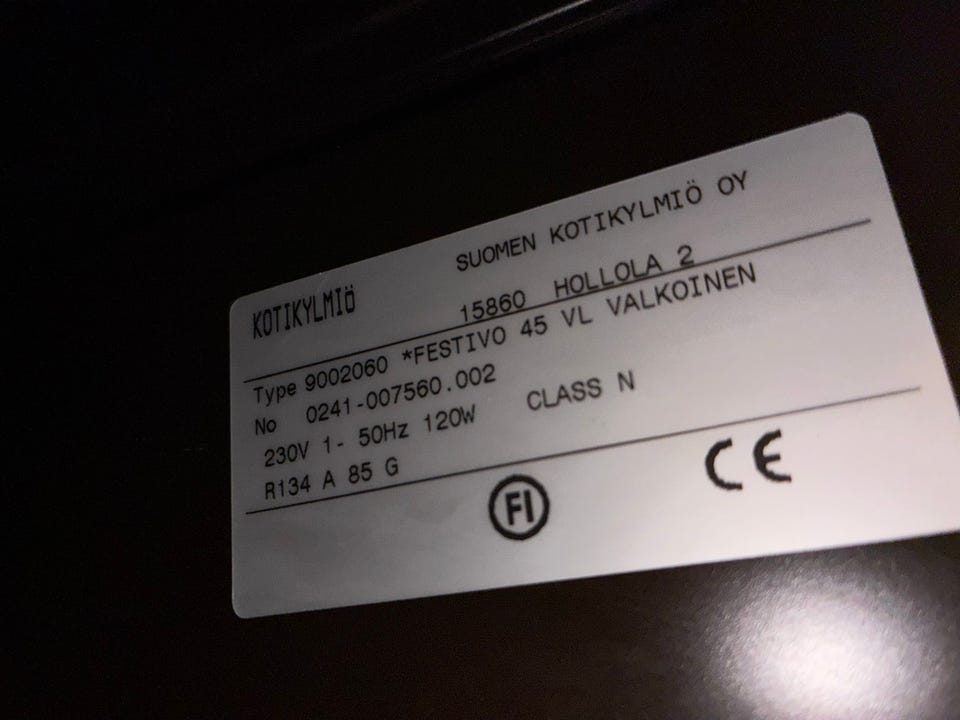 SUOMEN KOTIKYLMIÖ OY
KOTIKYLMIÖ 15860 HOLLOLA 2
Type 9002060 *FESTIVO 45 VL VALKOINEN
No 0241-007560.002
230V 1- 50Hz 120W CLASS N
R134 A 85 G
FI CE